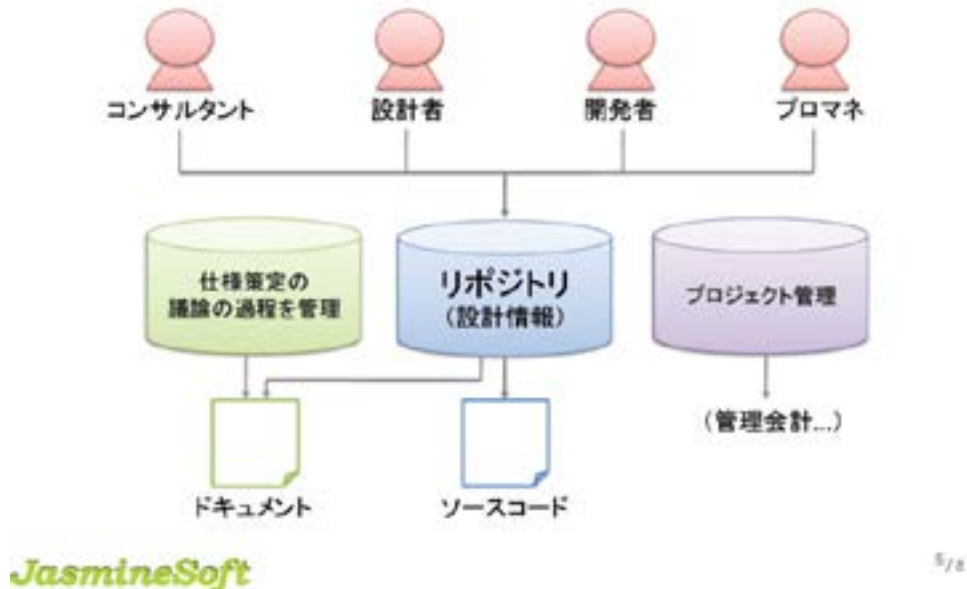 コンサルタント
設計者
開発者
プロマネ
仕様策定の
議論の過程を管理
リポジトリ
(設計情報)
プロジェクト管理
(管理会計...)
ドキュメント
ソースコード
JasmineSoft
5/8